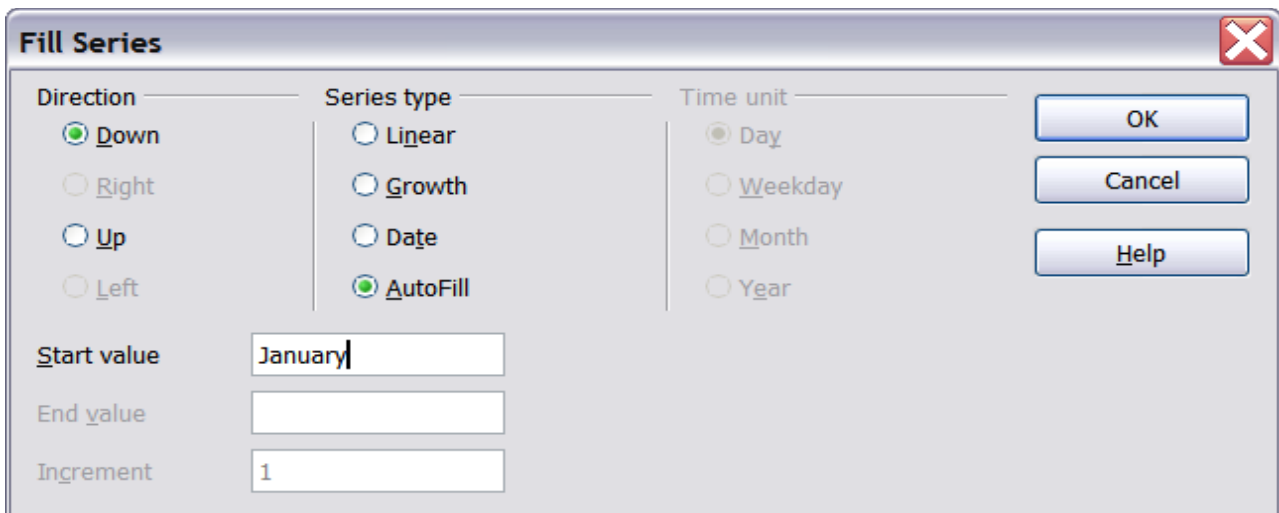 Fill Series
Direction Series type Time unit
Down Linear Day OK
Right Growth Weekday Cancel
Up Date Month Help
Left AutoFill Year
Start value January
End value
Increment 1